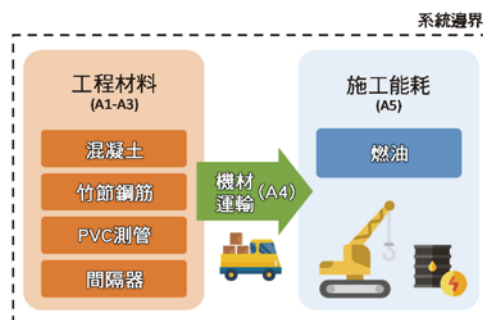 系統邊界
工程材料
(A1-A3)
混凝土
竹節鋼筋
PVC測管
間隔器
機材
運輸(A4)
施工能耗
(A5)
燃油